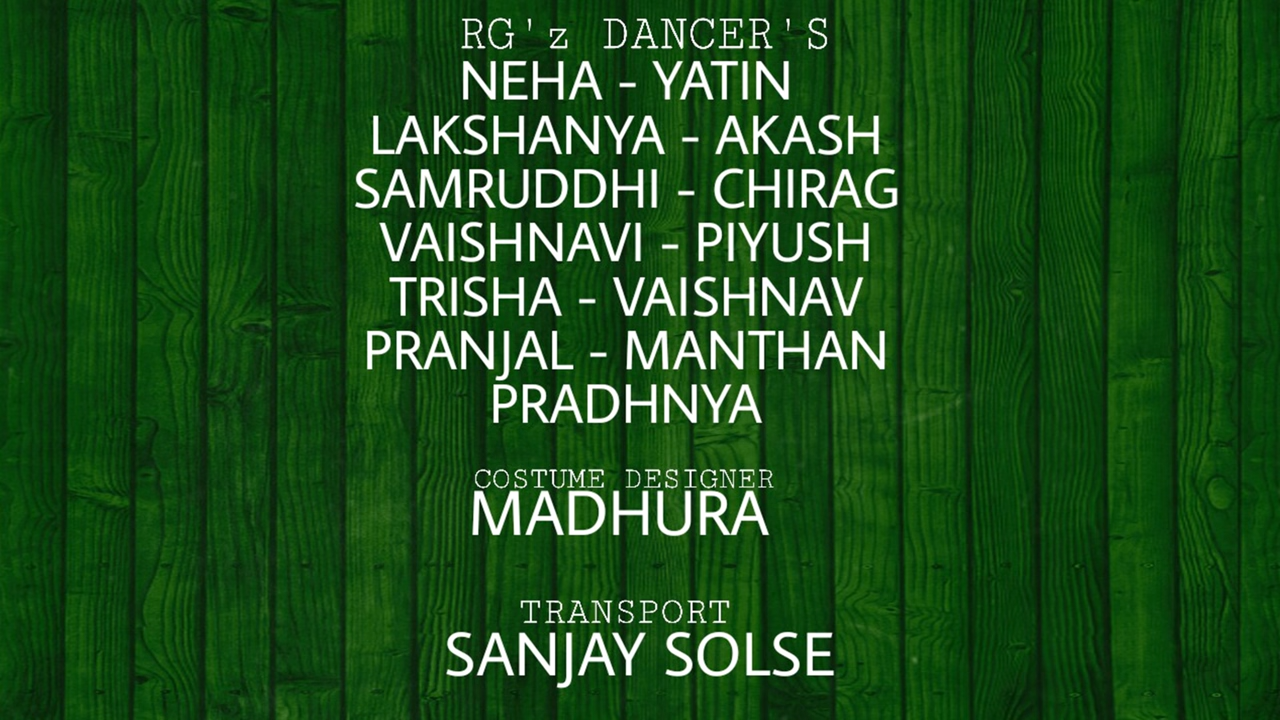 RG'z DANCER'S
NEHA - YATIN
LAKSHANYA - AKASH
SAMRUDDHI - CHIRAG
VAISHNAVI - PIYUSH
TRISHA - VAISHNAV
PRANJAL - MANTHAN
PRADHNYA
COSTUME DESIGNER
MADHURA
TRANSPORT
SANJAY SOLSE